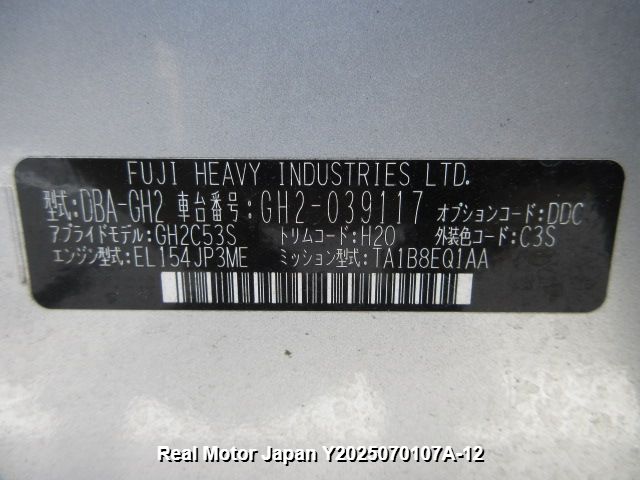 FUJI HEAVY INDUSTRIES LTD.
型式:DBA-GH2 車台番号:GH2-039117 オプションコード:DDC
アプライドモデル:GH2C53S トリムコード:H20 外装色コード:C3S
エンジン型式:EL154JP3ME ミッション型式:TA1B8EQ1AA
Real Motor Japan Y2025070107A-12